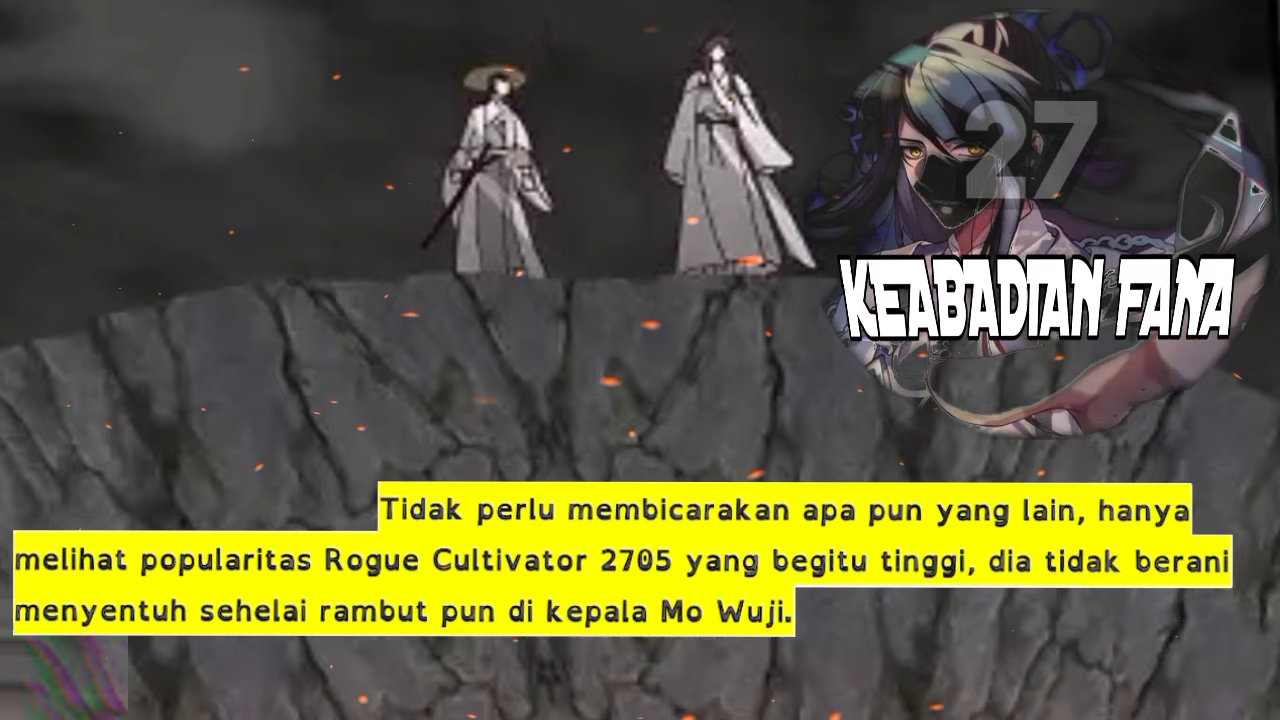 27
KEABADIAN FANA
Tidak perlu membicarakan apa pun yang lain, hanya
melihat popularitas Rogue Cultivator 2705 yang begitu tinggi, dia tidak berani
menyentuh sehelai rambut pun di kepala Mo Wuji.